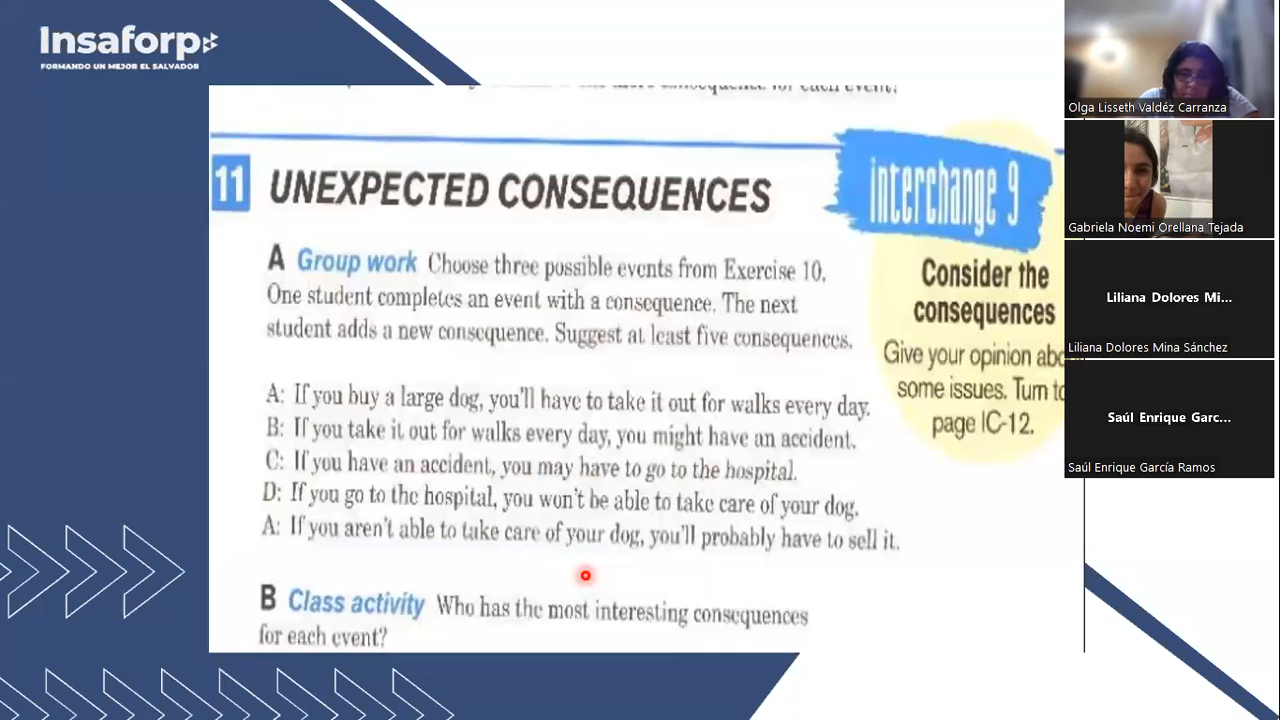 Insaforp
FORMANDO UN MEJOR EL SALVADOR
consequence for each event?
11 UNEXPECTED CONSEQUENCES
A Group work Choose three possible events from Exercise 10.
One student completes an event with a consequence. The next
student adds a new consequence. Suggest at least five consequences.
A: If you buy a large dog, you'll have to take it out for walks every day.
B: If you take it out for walks every day, you might have an accident.
C: If you have an accident, you may have to go to the hospital.
D: If you go to the hospital, you won't be able to take care of your dog.
A: If you aren't able to take care of your dog, you'll probably have to sell it.
B Class activity Who has the most interesting consequences
for each event?
interchange 9
Consider the
consequences
Give your opinion abo
some issues. Turn to
page IC-12.
Olga Lisseth Valdéz Carranza
Gabriela Noemi Orellana Tejada
Liliana Dolores Mi...
Liliana Dolores Mina Sánchez
Saúl Enrique Garc...
Saúl Enrique García Ramos